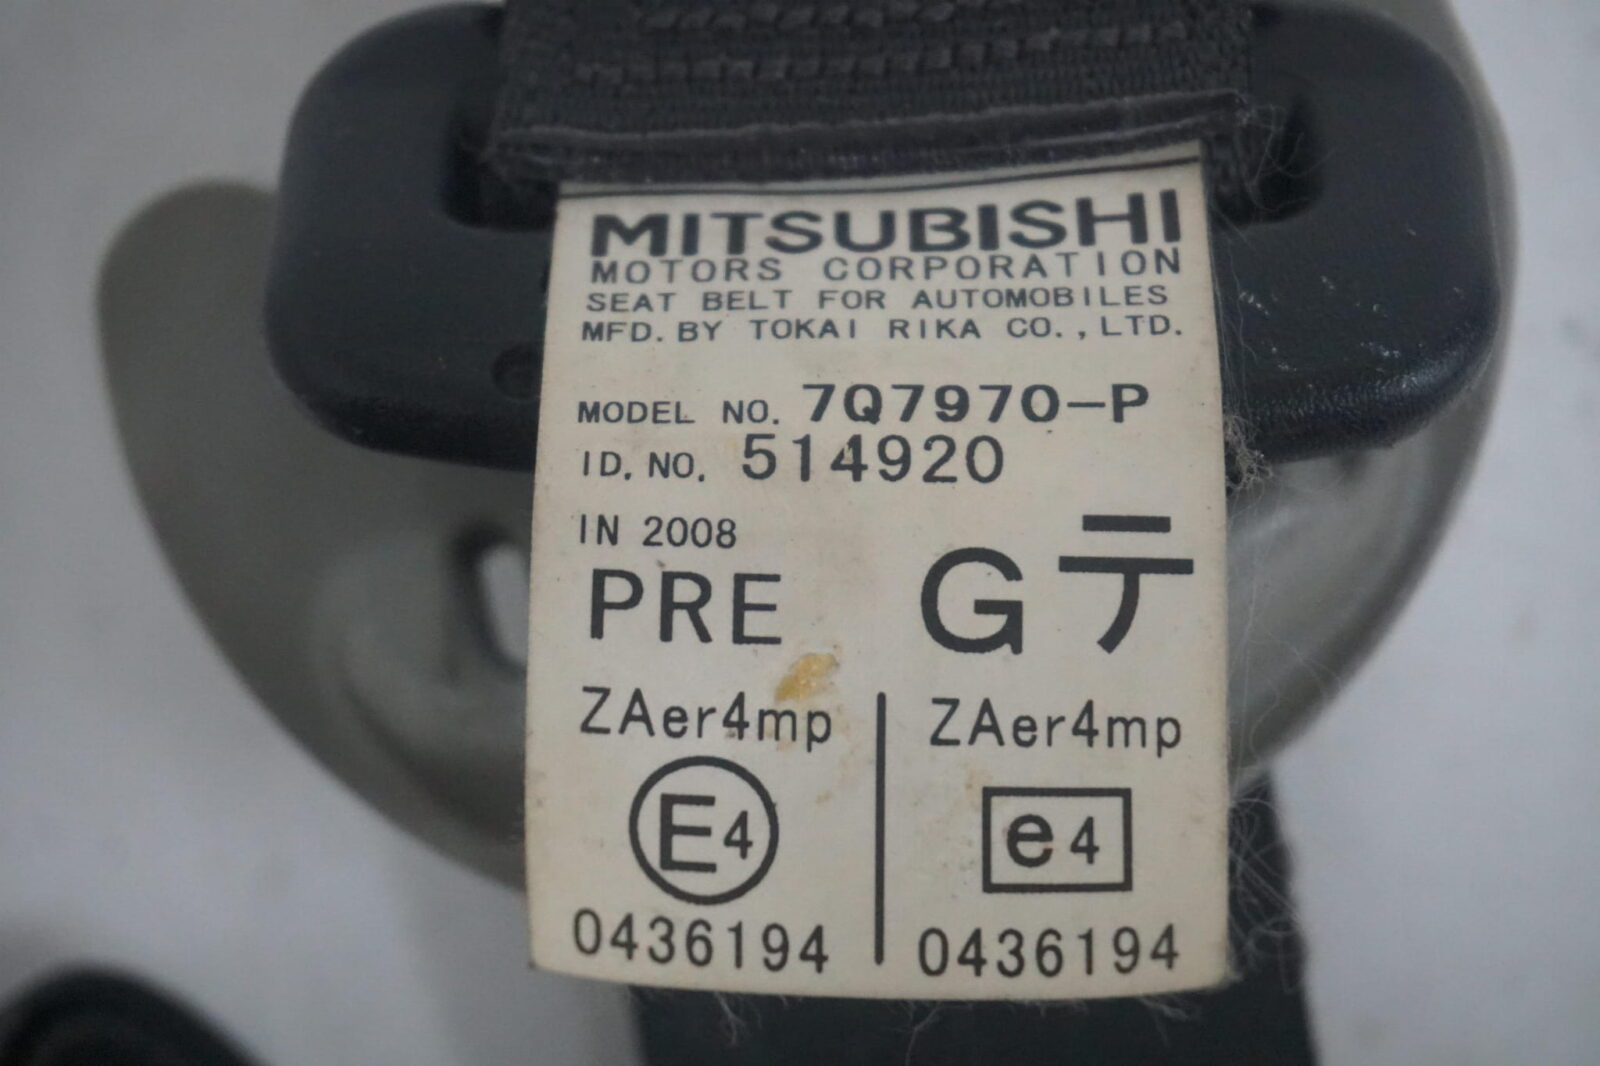 MITSUBISHI
MOTORS CORPORATION
SEAT BELT FOR AUTOMOBILES
MFD. BY TOKAI RIKA CO., LTD.
MODEL NO. 7Q7970-P
ID. NO. 514920
IN 2008
PRE Gテ
ZAer4mp ZAer4mp
E4 e4
0436194 0436194